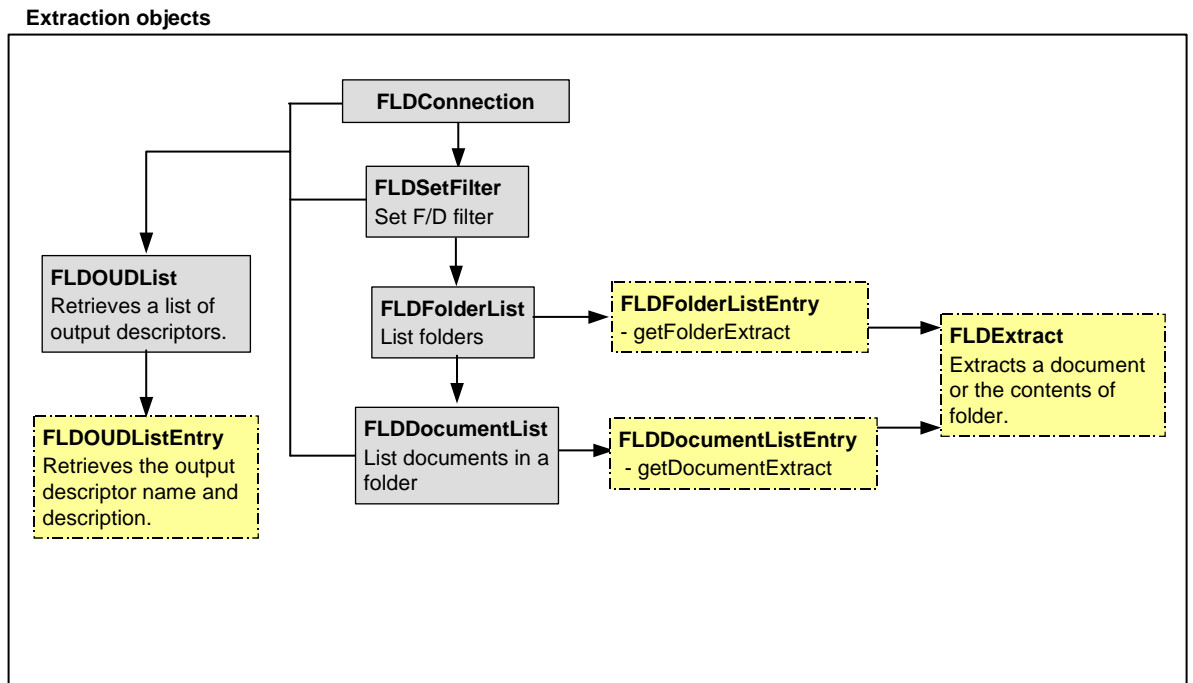 Extraction objects
FLDConnection
FLDSetFilter
Set F/D filter
FLDOUDList
Retrieves a list of
output descriptors.
FLDFolderList
List folders
FLDFolderListEntry
- getFolderExtract
FLDExtract
Extracts a document
or the contents of
folder.
FLDOUDListEntry
Retrieves the output
descriptor name and
description.
FLDDocumentList
List documents in a
folder
FLDDocumentListEntry
- getDocumentExtract